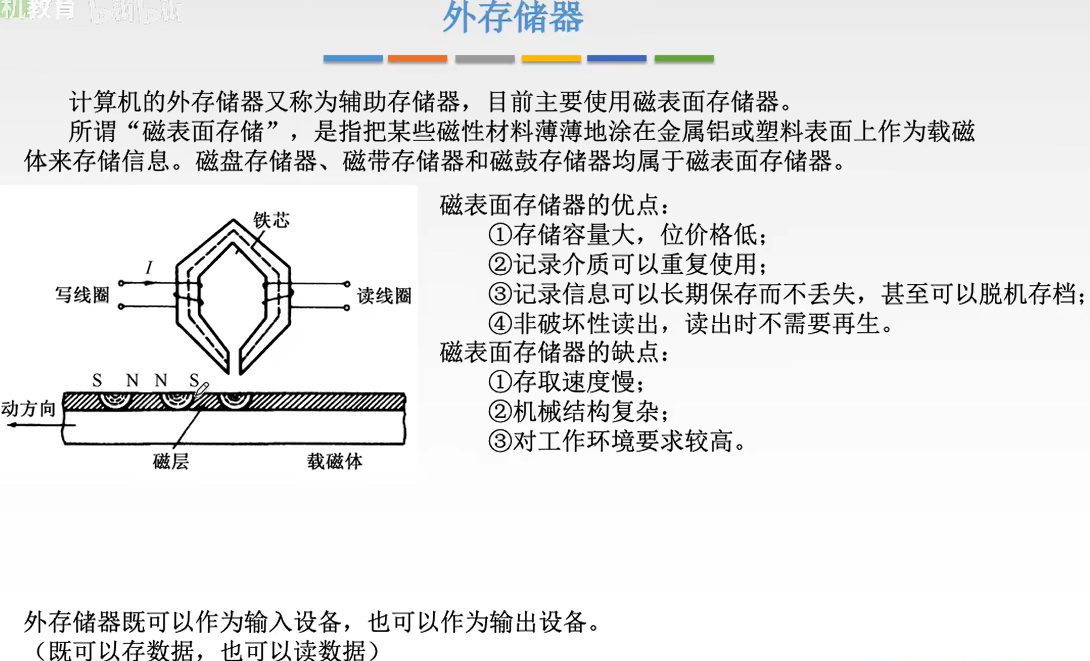 机教育 bilibili
外存储器
计算机的外存储器又称为辅助存储器，目前主要使用磁表面存储器。
所谓“磁表面存储”，是指把某些磁性材料薄薄地涂在金属铝或塑料表面上作为载磁
体来存储信息。磁盘存储器、磁带存储器和磁鼓存储器均属于磁表面存储器。
铁芯
I
写线圈
读线圈
S N N S
动方向
磁层
载磁体
磁表面存储器的优点：
①存储容量大，位价格低；
②记录介质可以重复使用；
③记录信息可以长期保存而不丢失，甚至可以脱机存档；
④非破坏性读出，读出时不需要再生。
磁表面存储器的缺点：
①存取速度慢；
②机械结构复杂；
③对工作环境要求较高。
外存储器既可以作为输入设备，也可以作为输出设备。
（既可以存数据，也可以读数据）